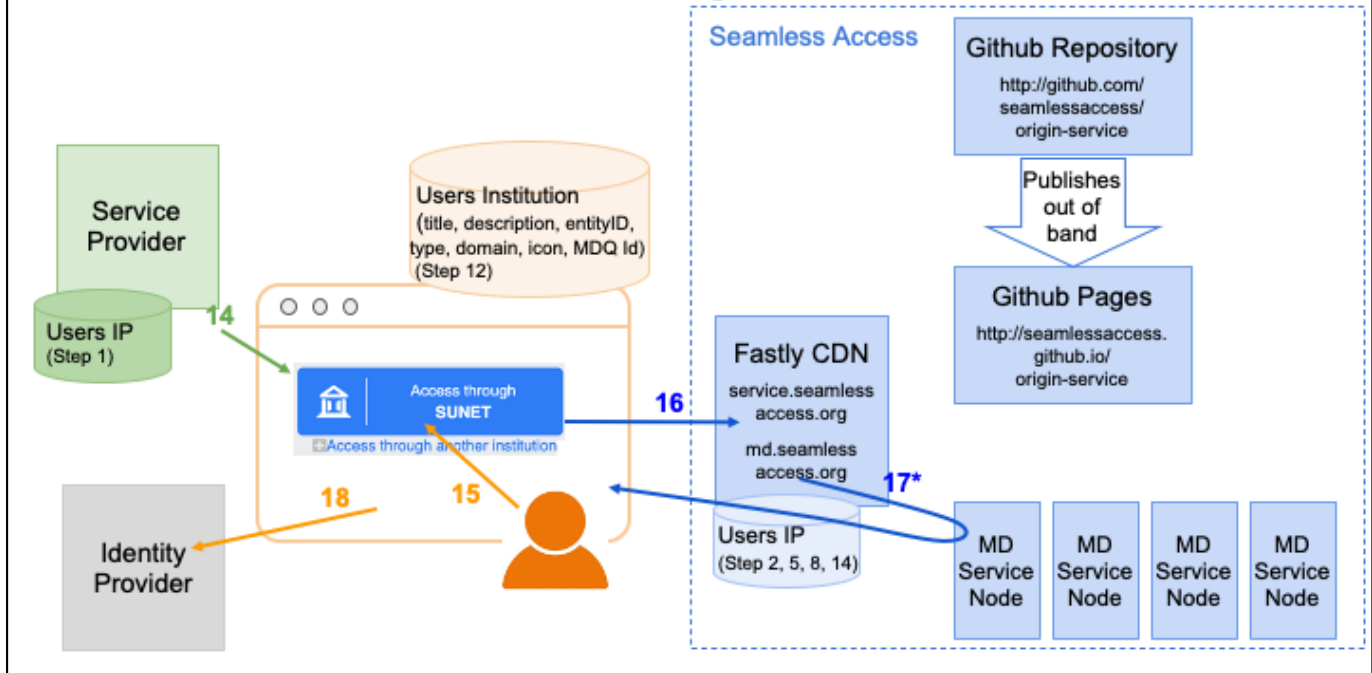 Seamless Access
Github Repository
http://github.com/
seamlessaccess/
origin-service
Publishes
out of
band
Github Pages
http://seamlessaccess.
github.io/
origin-service
Service
Provider
Users IP
(Step 1)
14
Users Institution
(title, description, entityID,
type, domain, icon, MDQ Id)
(Step 12)
Access through
SUNET
Access through another institution
15
16
18
Identity
Provider
Fastly CDN
service.seamless
access.org
md.seamless
access.org
17*
Users IP
(Step 2, 5, 8, 14)
MD
Service
Node
MD
Service
Node
MD
Service
Node
MD
Service
Node